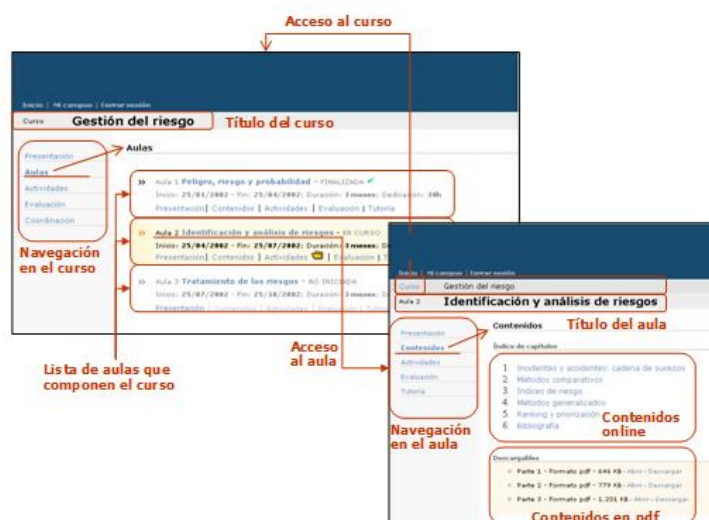 Acceso al curso
Inicio | Mi campus | Cerrar sesión
Curso Gestión del riesgo Título del curso
Aulas
Presentación
Aulas
Actividades
Evaluación
Coordinación
Navegación
en el curso
» Aula 1 Peligro, riesgo y probabilidad - FINALIZADA ✔
Inicio: 25/01/2002 - Fin: 25/04/2002; Duración: 3 meses; Dedicación: 30h
Presentación | Contenidos | Actividades | Evaluación | Tutoría
» Aula 2 Identificación y análisis de riesgos - EN CURSO
Inicio: 25/04/2002 - Fin: 25/07/2002; Duración: 3 meses; De
Presentación | Contenidos | Actividades | Evaluación | T
» Aula 3 Tratamiento de los riesgos - NO INICIADA
Inicio: 25/07/2002 - Fin: 25/10/2002; Duración: 3 meses; D
Presentación | Contenidos | Actividades | Evaluación | Tu
Lista de aulas que
componen el curso
Acceso
al aula
Inicio | Mi campus | Cerrar sesión
Curso Gestión del riesgo
Aula 2 Identificación y análisis de riesgos
Contenidos Título del aula
Presentación
Contenidos
Actividades
Evaluación
Tutoría
Navegación
en el aula
Índice de capítulos
1. Incidentes y accidentes: cadena de sucesos
2. Métodos comparativos
3. Índices de riesgo
4. Métodos generalizados
5. Ranking y priorización
6. Bibliografía
Contenidos
online
Descargables
Parte 1 - Formato pdf - 646 KB - Abrir - Descargar
Parte 2 - Formato pdf - 779 KB - Abrir - Descargar
Parte 3 - Formato pdf - 1.201 KB - Abrir - Descargar
Contenidos en pdf